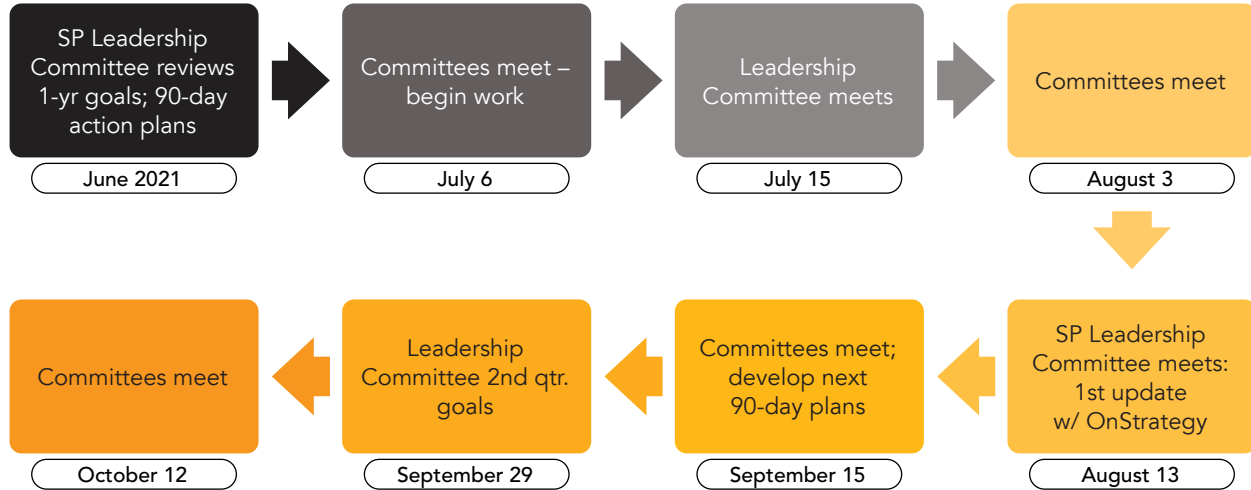 SP Leadership
Committee reviews
1-yr goals; 90-day
action plans
June 2021
Committees meet –
begin work
July 6
Leadership
Committee meets
July 15
Committees meet
August 3
SP Leadership
Committee meets:
1st update
w/ OnStrategy
August 13
Committees meet;
develop next
90-day plans
September 15
Leadership
Committee 2nd qtr.
goals
September 29
Committees meet
October 12